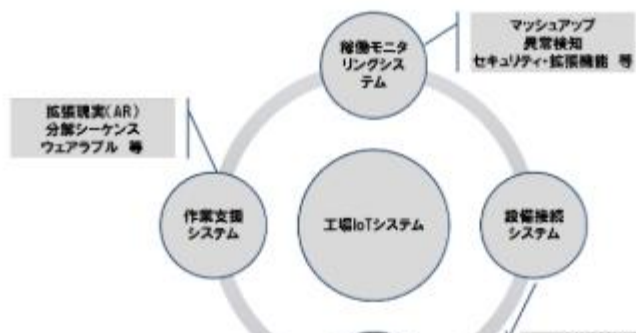 マッシュアップ
異常検知
セキュリティ・拡張機能 等
稼働モニタ
リングシス
テム
拡張現実(AR)
分解シーケンス
ウェアラブル 等
作業支援
システム
工場IoTシステム
設備接続
システム